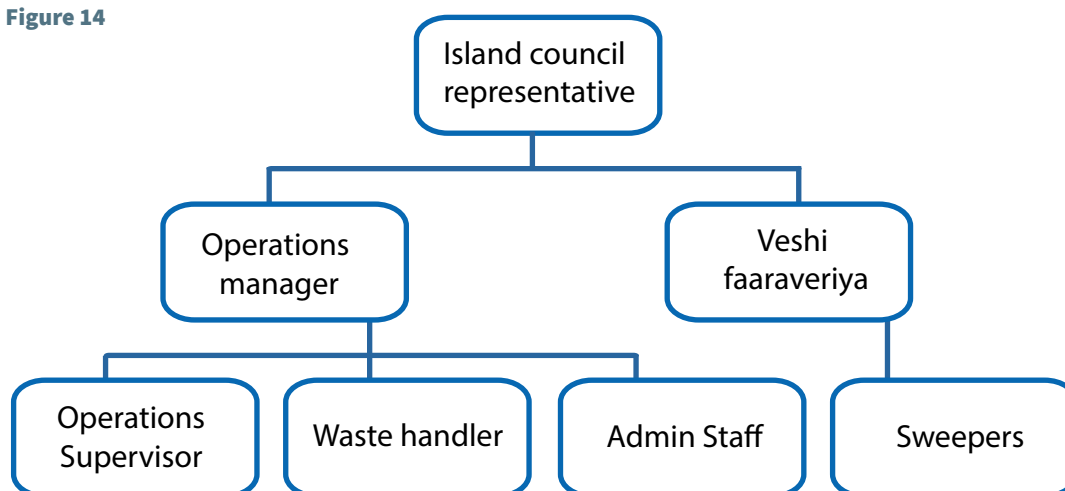 Figure 14
Island council
representative
Operations
manager
Veshi
faaraveriya
Operations
Supervisor
Waste handler
Admin Staff
Sweepers